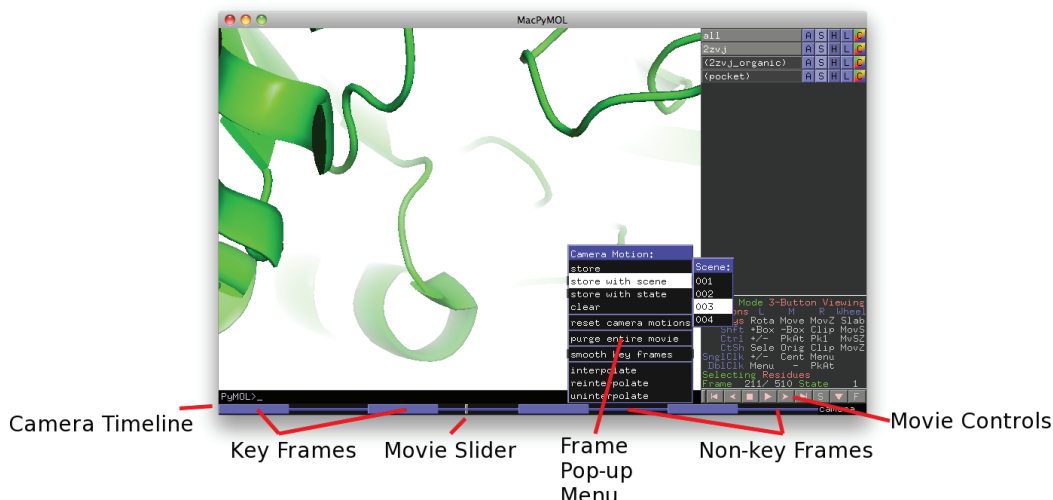 MacPyMOL
all A S H L C
2zvj A S H L C
(2zvj_organic) A S H L C
(pocket) A S H L C
Camera Motion:
store
store with scene
store with state
clear
reset camera motions
purge entire movie
smooth key frames
interpolate
reinterpolate
uninterpolate
Scene:
001
002
003
004
Mode 3-Button Viewing
ons L M R Wheel
ys Rota Move MovZ Slab
Shft +Box -Box Clip MovS
Ctrl +/- PkAt Pk1 MvSZ
CtSh Sele Orig Clip MovZ
SnglClk +/- Cent Menu
DblClk Menu - PkAt
Selecting Residues
Frame 211/ 510 State 1
S F
PyMOL>_
camera
Camera Timeline
Key Frames
Movie Slider
Frame
Pop-up
Menu
Non-key Frames
Movie Controls